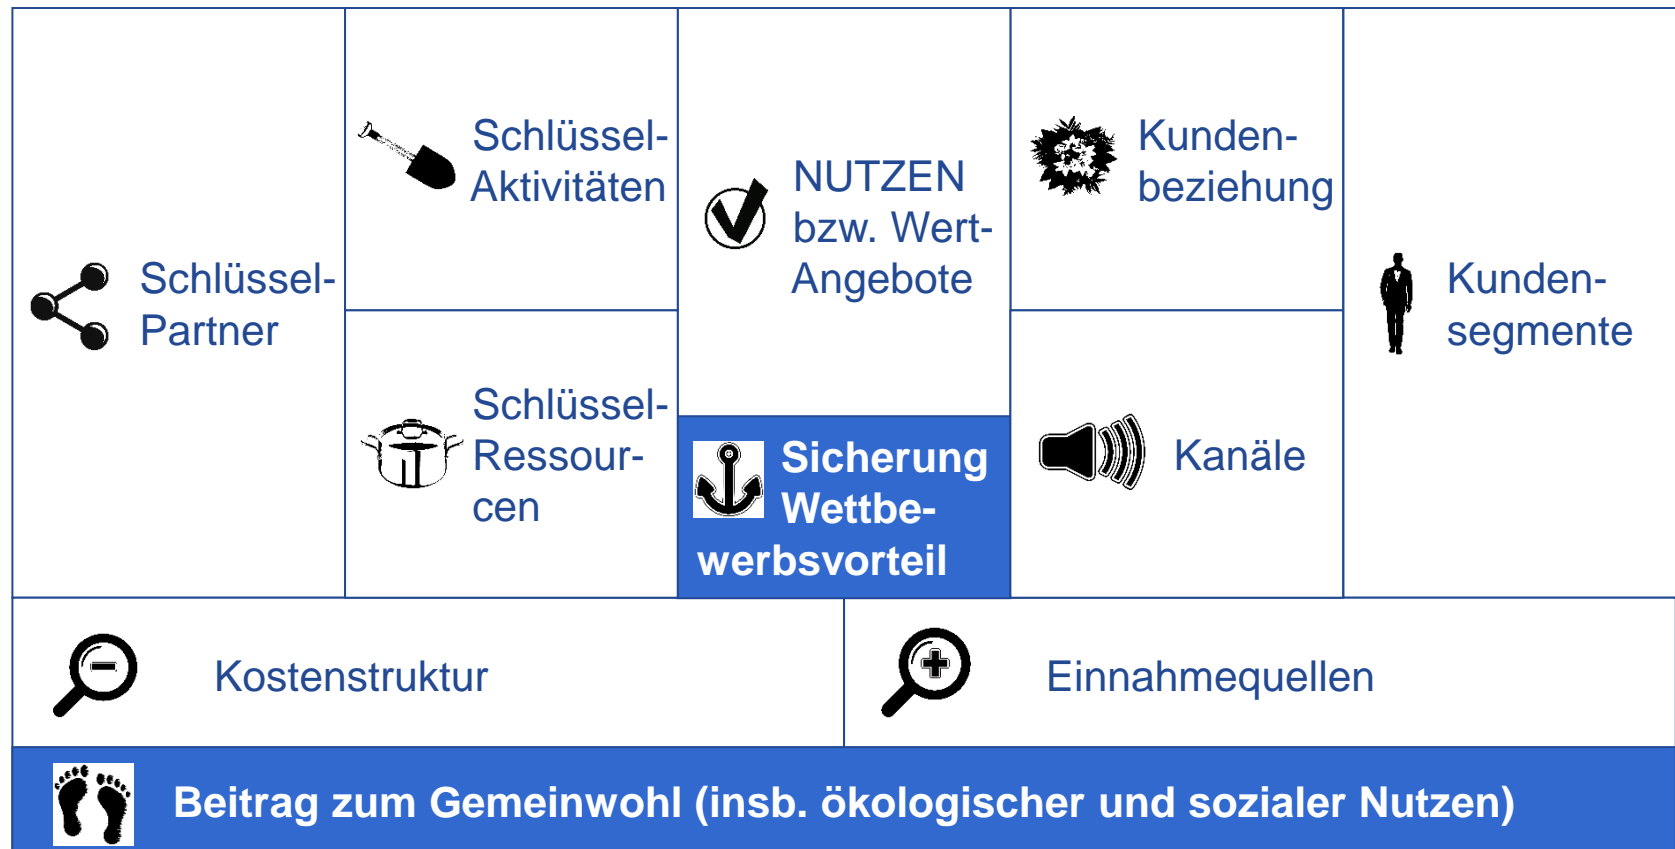 Schlüssel-
Partner
Schlüssel-
Aktivitäten
Schlüssel-
Ressour-
cen
NUTZEN
bzw. Wert-
Angebote
Sicherung
Wettbe-
werbsvorteil
Kunden-
beziehung
Kanäle
Kunden-
segmente
Kostenstruktur
Einnahmequellen
Beitrag zum Gemeinwohl (insb. ökologischer und sozialer Nutzen)